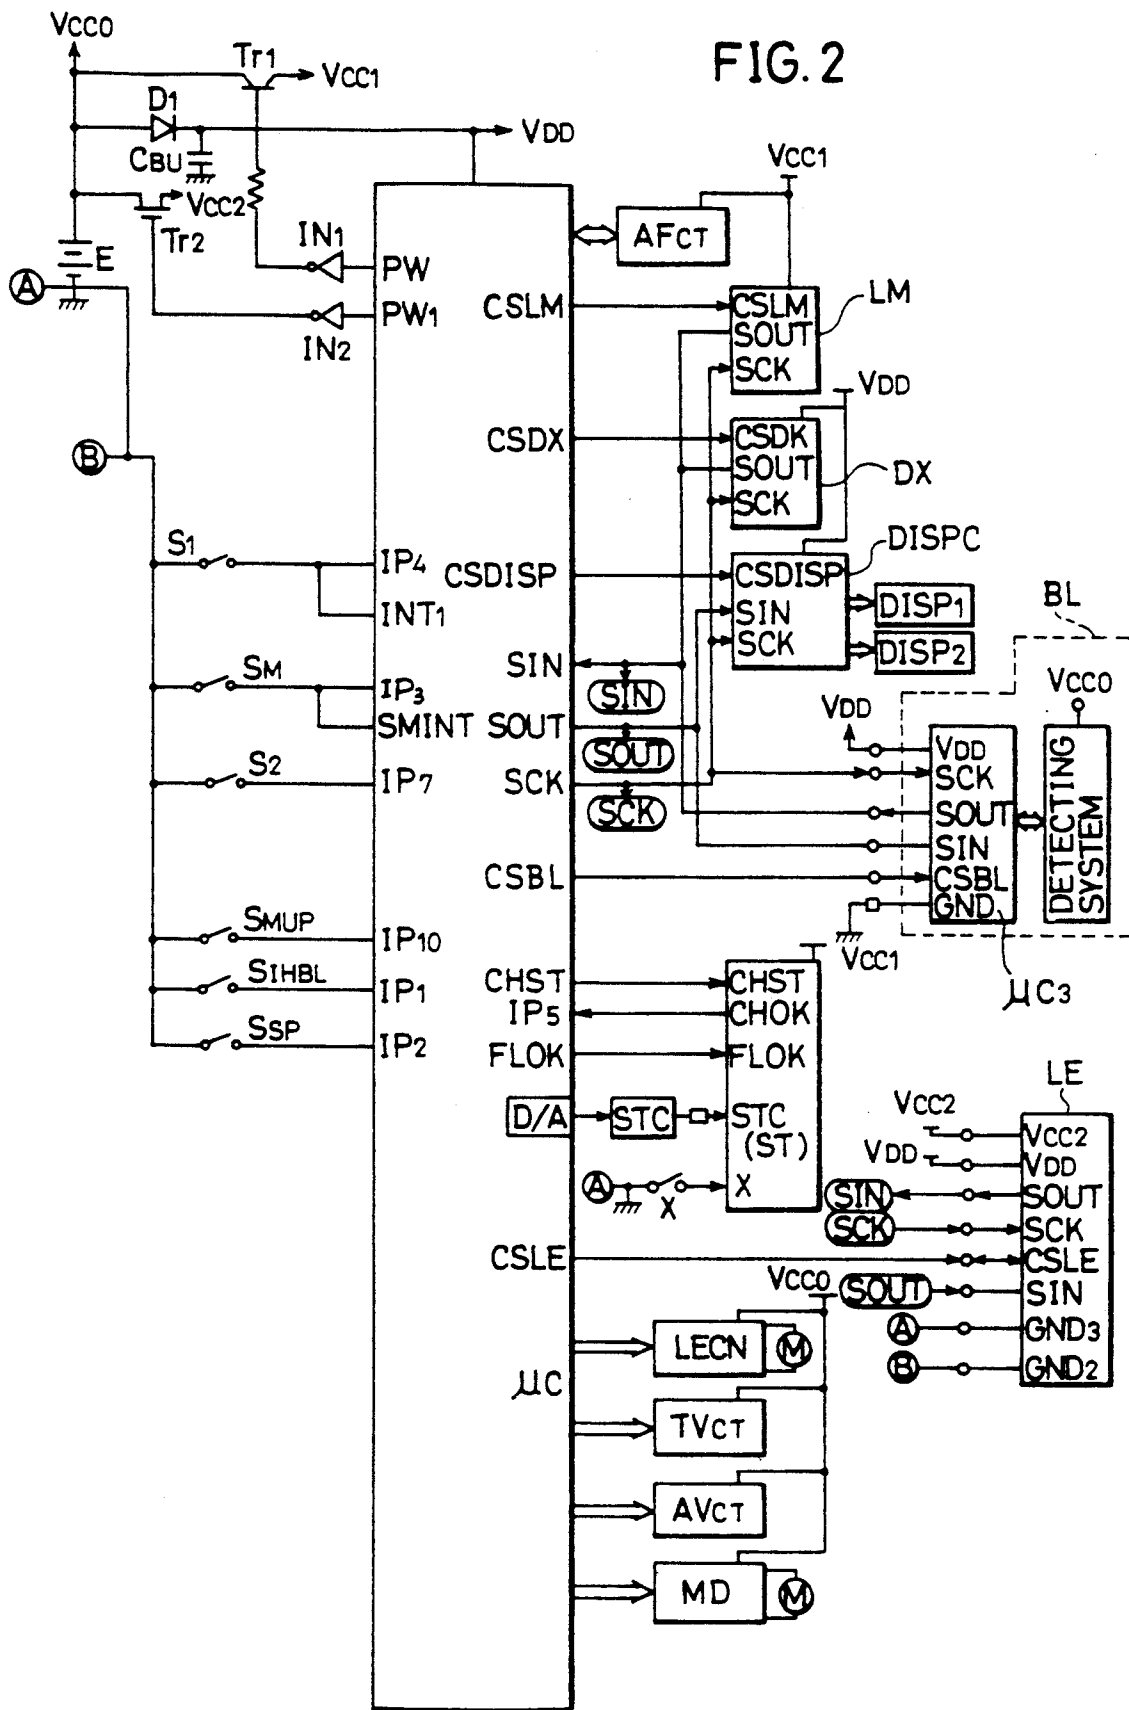 FIG. 2
VCC0
Tr1
VCC1
D1
VDD
CBU
VCC2
Tr2
E
A
IN1
PW
PW1
IN2
B
VCC1
AFCT
CSLM
CSLM
SOUT
SCK
LM
VDD
CSDX
CSDK
SOUT
SCK
DX
S1
IP4
INT1
CSDISP
CSDISP
SIN
SCK
DISPC
DISP1
DISP2
BL
SM
IP3
SMINT
SIN
SIN
SOUT
SOUT
S2
IP7
SCK
SCK
VDD
VCC0
VDD
SCK
SOUT
SIN
CSBL
GND
DETECTING
SYSTEM
CSBL
VCC1
μC3
SMUP
IP10
SIHBL
IP1
SSP
IP2
CHST
IP5
FLOK
CHST
CHOK
FLOK
D/A
STC
STC
(ST)
A
X
X
LE
VCC2
VCC2
VDD
VDD
SIN
SOUT
SCK
SCK
CSLE
CSLE
SOUT
SIN
A
GND3
B
GND2
VCC0
LECN
M
μC
TVCT
AVCT
MD
M